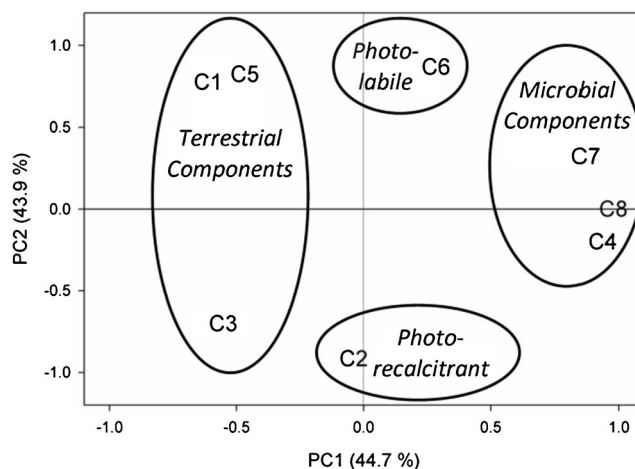 1.0
0.5
0.0
-0.5
-1.0
PC2 (43.9 %)
C1
C5
Terrestrial
Components
C3
Photo-
labile
C6
Microbial
Components
C7
C8
C4
C2
Photo-
recalcitrant
-1.0
-0.5
0.0
0.5
1.0
PC1 (44.7 %)